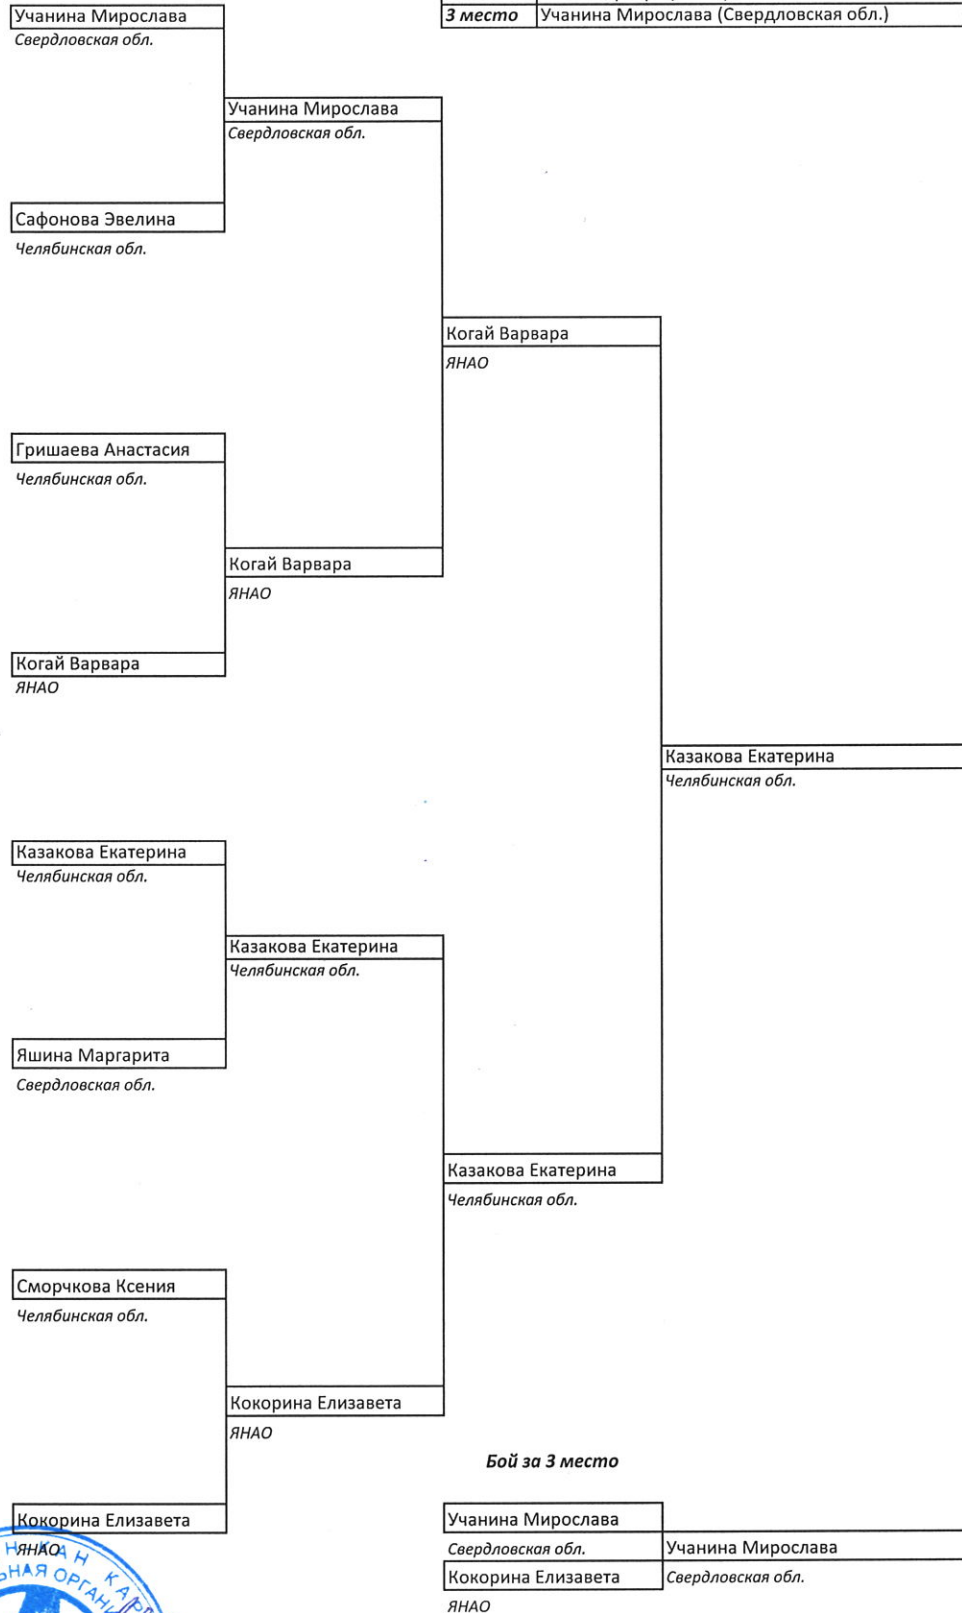 Учанина Мирослава
3 место Учанина Мирослава (Свердловская обл.)
Свердловская обл.
Учанина Мирослава
Свердловская обл.
Сафонова Эвелина
Челябинская обл.
Когай Варвара
ЯНАО
Гришаева Анастасия
Челябинская обл.
Когай Варвара
ЯНАО
Когай Варвара
ЯНАО
Казакова Екатерина
Челябинская обл.
Казакова Екатерина
Челябинская обл.
Казакова Екатерина
Челябинская обл.
Яшина Маргарита
Свердловская обл.
Казакова Екатерина
Челябинская обл.
Сморчкова Ксения
Челябинская обл.
Кокорина Елизавета
ЯНАО
Бой за 3 место
Кокорина Елизавета
ЯНАО
Учанина Мирослава
Свердловская обл.
Учанина Мирослава
Кокорина Елизавета
Свердловская обл.
ЯНАО